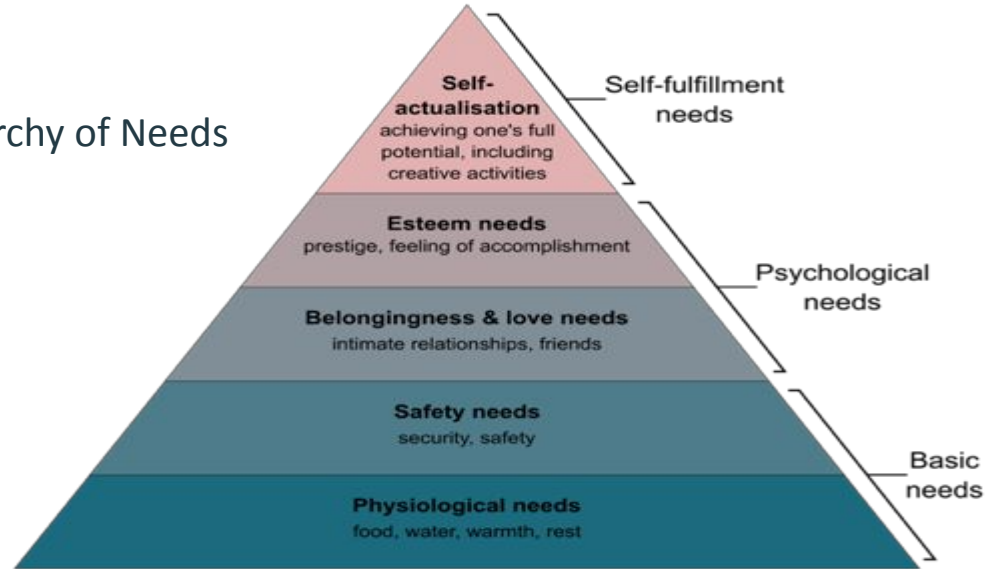 rchy of Needs
Self-
actualisation
achieving one's full
potential, including
creative activities
Self-fulfillment
needs
Esteem needs
prestige, feeling of accomplishment
Psychological
needs
Belongingness & love needs
intimate relationships, friends
Safety needs
security, safety
Basic
needs
Physiological needs
food, water, warmth, rest